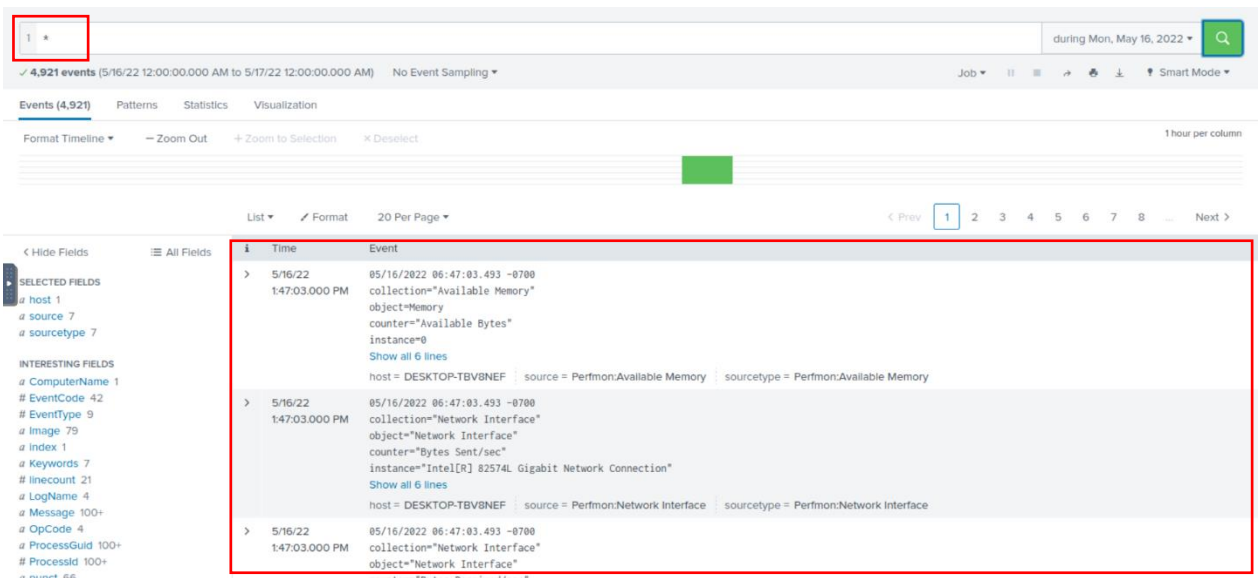 1 *
during Mon, May 16, 2022
4,921 events (5/16/22 12:00:00.000 AM to 5/17/22 12:00:00.000 AM) No Event Sampling
Job Smart Mode
Events (4,921) Patterns Statistics Visualization
Format Timeline — Zoom Out + Zoom to Selection × Deselect
1 hour per column
List Format 20 Per Page
< Prev 1 2 3 4 5 6 7 8 ... Next >
< Hide Fields All Fields
SELECTED FIELDS
a host 1
a source 7
a sourcetype 7
INTERESTING FIELDS
a ComputerName 1
# EventCode 42
# EventType 9
a Image 79
a index 1
a Keywords 7
# linecount 21
a LogName 4
a Message 100+
a OpCode 4
a ProcessGuid 100+
# ProcessId 100+
a punct 66
i Time Event
> 5/16/22 05/16/2022 06:47:03.493 -0700
1:47:03.000 PM collection="Available Memory"
object=Memory
counter="Available Bytes"
instance=0
Show all 6 lines
host = DESKTOP-TBV8NEF source = Perfmon:Available Memory sourcetype = Perfmon:Available Memory
> 5/16/22 05/16/2022 06:47:03.493 -0700
1:47:03.000 PM collection="Network Interface"
object="Network Interface"
counter="Bytes Sent/sec"
instance="Intel[R] 82574L Gigabit Network Connection"
Show all 6 lines
host = DESKTOP-TBV8NEF source = Perfmon:Network Interface sourcetype = Perfmon:Network Interface
> 5/16/22 05/16/2022 06:47:03.493 -0700
1:47:03.000 PM collection="Network Interface"
object="Network Interface"